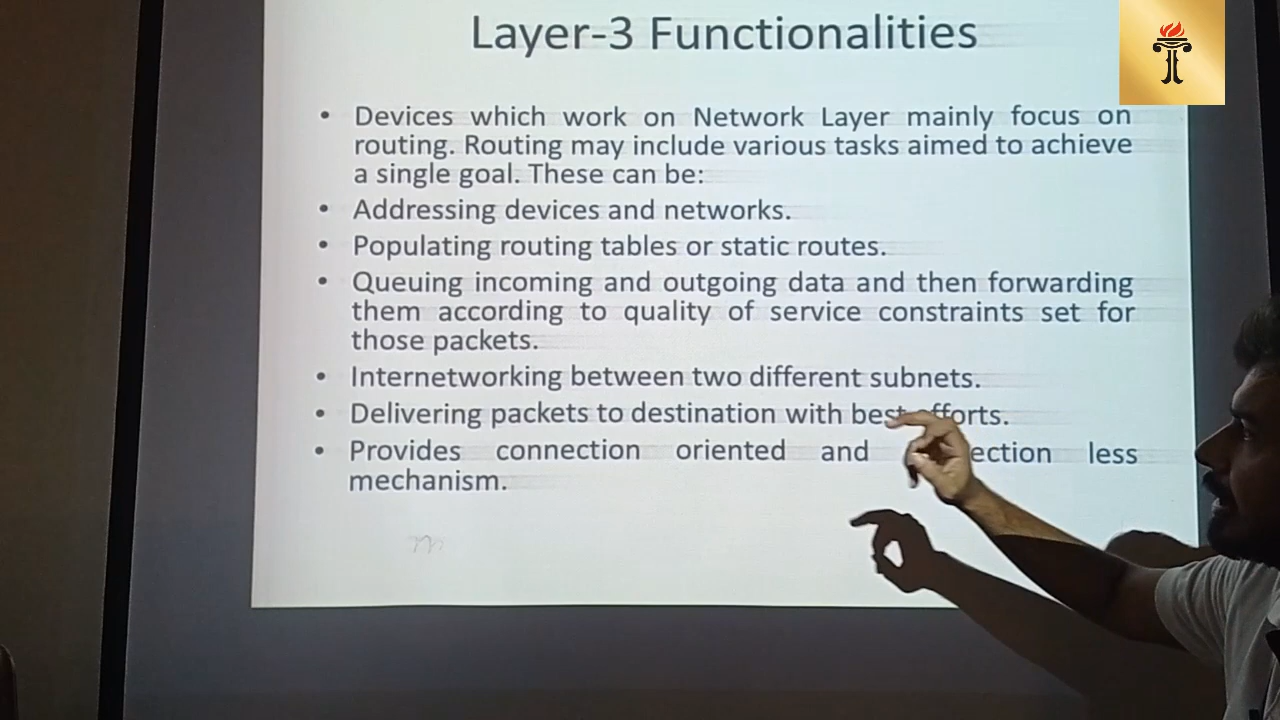 Layer-3 Functionalities
• Devices which work on Network Layer mainly focus on
routing. Routing may include various tasks aimed to achieve
a single goal. These can be:
• Addressing devices and networks.
• Populating routing tables or static routes.
• Queuing incoming and outgoing data and then forwarding
them according to quality of service constraints set for
those packets.
• Internetworking between two different subnets.
• Delivering packets to destination with best efforts.
• Provides connection oriented and ection less
mechanism.